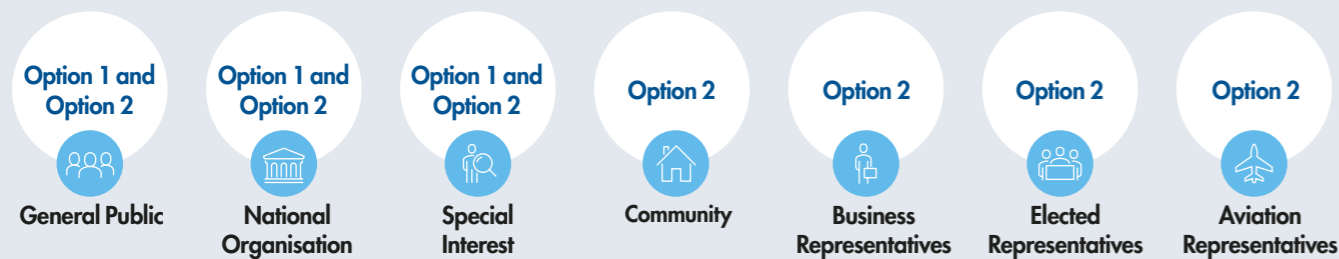 Option 1 and
Option 2
General Public
Option 1 and
Option 2
National
Organisation
Option 1 and
Option 2
Special
Interest
Option 2
Community
Option 2
Business
Representatives
Option 2
Elected
Representatives
Option 2
Aviation
Representatives